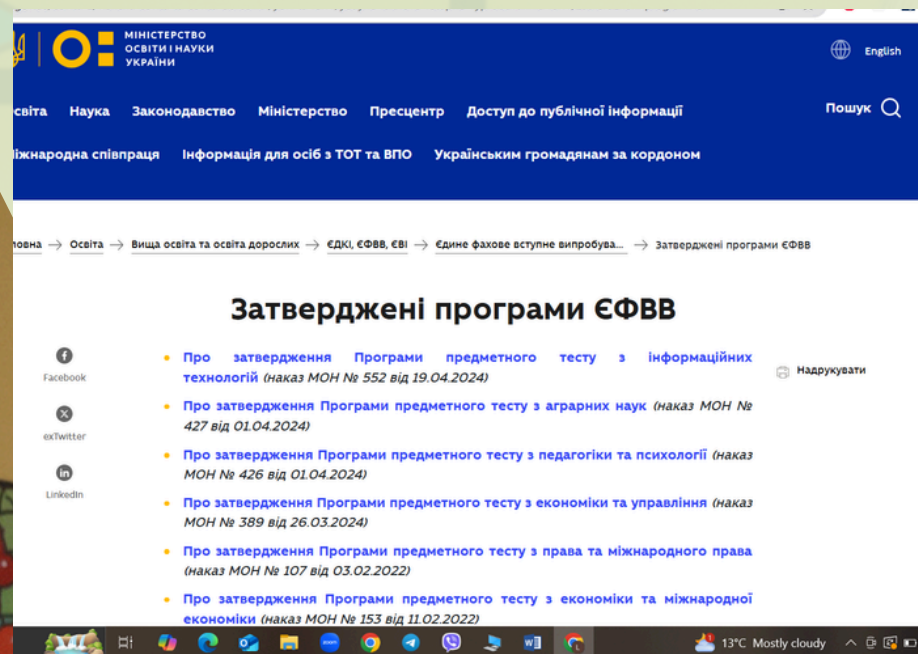 МІНІСТЕРСТВО
ОСВІТИ І НАУКИ
УКРАЇНИ
English
Наука Законодавство Міністерство Пресцентр Доступ до публічної інформації
Пошук
співпраця Інформація для осіб з ТОТ та ВПО Українським громадянам за кордоном
→ Освіта → Вища освіта та освіта дорослих → ЄДКІ, ЄФВВ, ЄВІ → Єдине фахове вступне випробува... → Затверджені програми ЄФВВ
Затверджені програми ЄФВВ
Facebook
exTwitter
LinkedIn
• Про затвердження Програми предметного тесту з інформаційних
технологій (наказ МОН № 552 від 19.04.2024)
• Про затвердження Програми предметного тесту з аграрних наук (наказ МОН №
427 від 01.04.2024)
• Про затвердження Програми предметного тесту з педагогіки та психології (наказ
МОН № 426 від 01.04.2024)
• Про затвердження Програми предметного тесту з економіки та управління (наказ
МОН № 389 від 26.03.2024)
• Про затвердження Програми предметного тесту з права та міжнародного права
(наказ МОН № 107 від 03.02.2022)
• Про затвердження Програми предметного тесту з економіки та міжнародної
економіки (наказ МОН № 153 від 11.02.2022)
Надрукувати
13°C Mostly cloudy